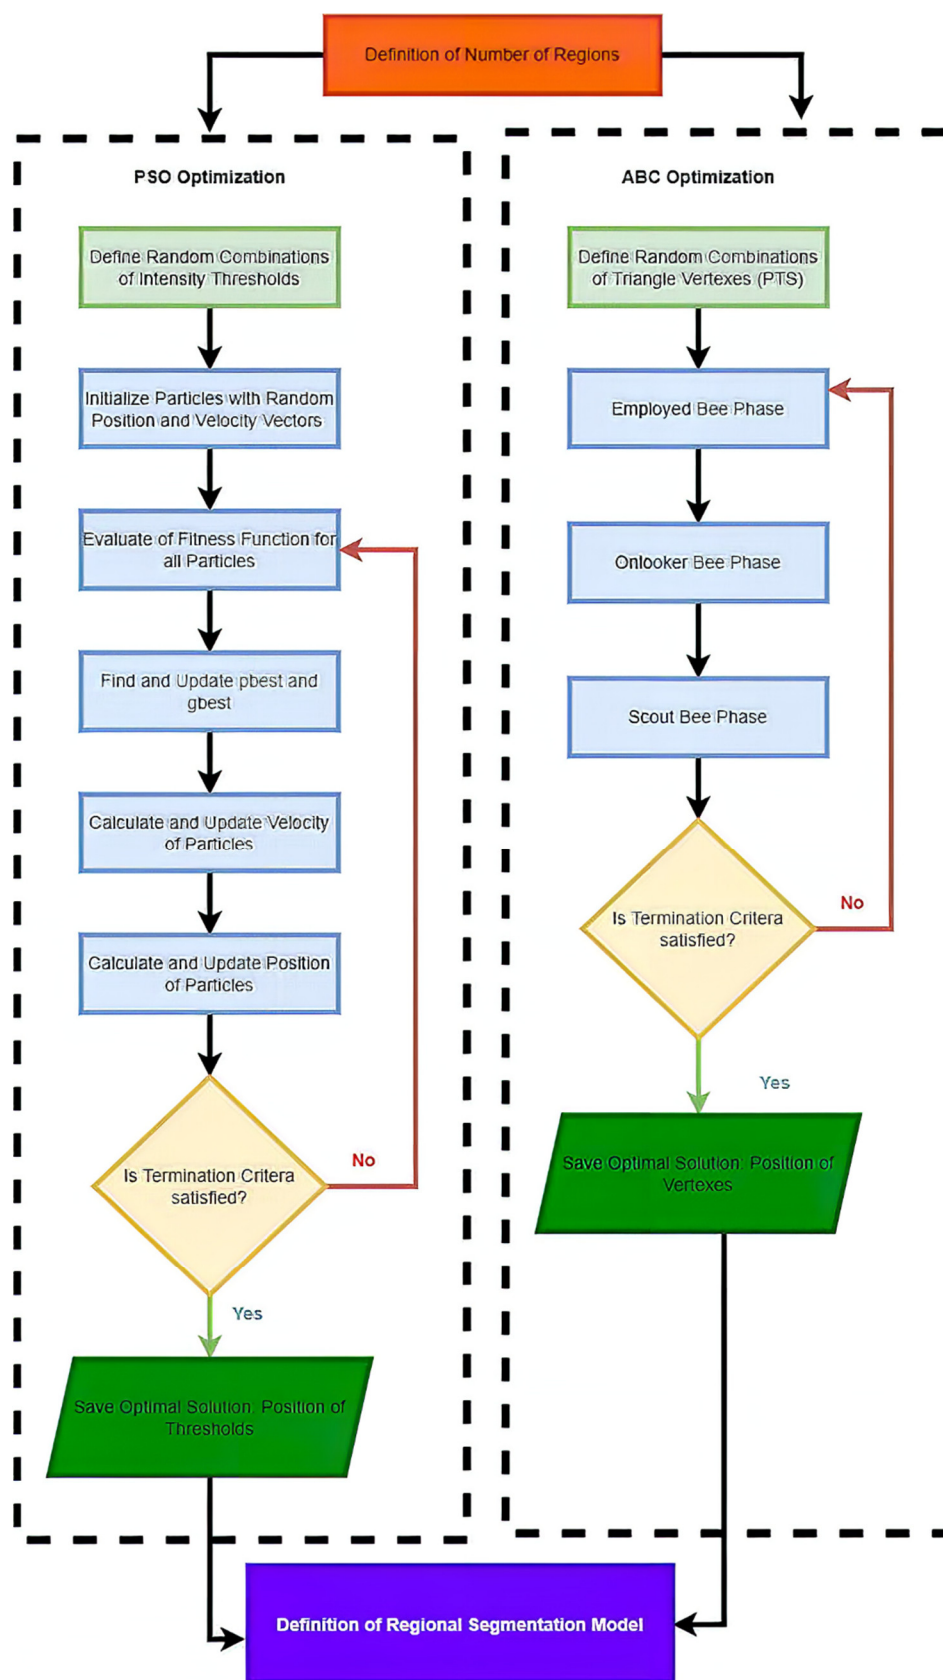 Definition of Number of Regions
PSO Optimization
Define Random Combinations
of Intensity Thresholds
Initialize Particles with Random
Position and Velocity Vectors
Evaluate of Fitness Function for
all Particles
Find and Update pbest and
gbest
Calculate and Update Velocity
of Particles
Calculate and Update Position
of Particles
Is Termination Critera
satisfied?
No
Yes
Save Optimal Solution: Position of
Thresholds
ABC Optimization
Define Random Combinations
of Triangle Vertexes (PTS)
Employed Bee Phase
Onlooker Bee Phase
Scout Bee Phase
Is Termination Critera
satisfied?
No
Yes
Save Optimal Solution: Position of
Vertexes
Definition of Regional Segmentation Model